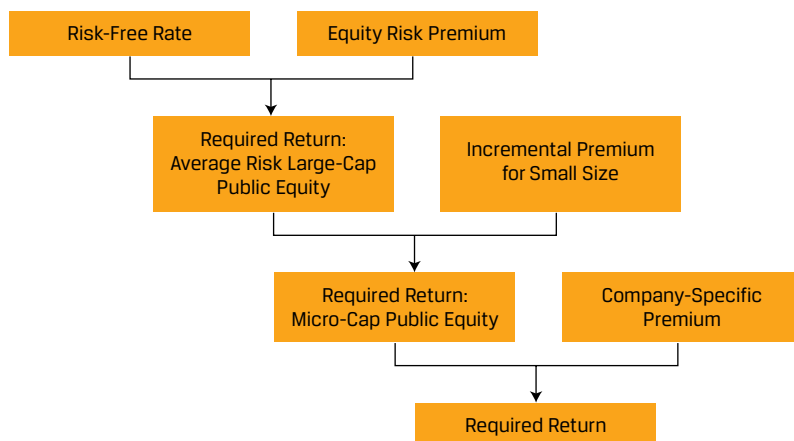 Risk-Free Rate
Equity Risk Premium
Required Return:
Average Risk Large-Cap
Public Equity
Incremental Premium
for Small Size
Required Return:
Micro-Cap Public Equity
Company-Specific
Premium
Required Return